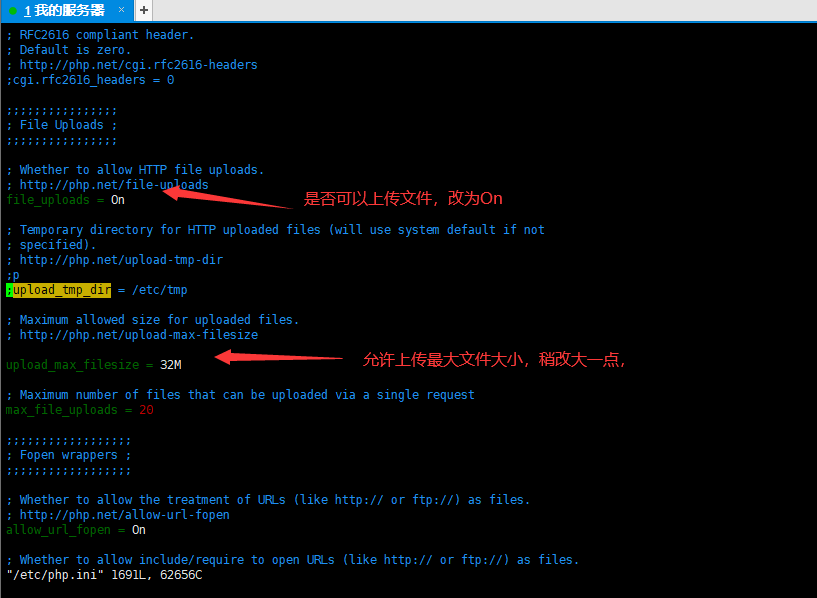 1 我的服务器 × +
; RFC2616 compliant header.
; Default is zero.
; http://php.net/cgi.rfc2616-headers
;cgi.rfc2616_headers = 0
;;;;;;;;;;;;;;;;
; File Uploads ;
;;;;;;;;;;;;;;;;
; Whether to allow HTTP file uploads.
; http://php.net/file-uploads
file_uploads = On
是否可以上传文件，改为On
; Temporary directory for HTTP uploaded files (will use system default if not
; specified).
; http://php.net/upload-tmp-dir
;p
;upload_tmp_dir = /etc/tmp
; Maximum allowed size for uploaded files.
; http://php.net/upload-max-filesize
upload_max_filesize = 32M
允许上传最大文件大小，稍改大一点，
; Maximum number of files that can be uploaded via a single request
max_file_uploads = 20
;;;;;;;;;;;;;;;;;;
; Fopen wrappers ;
;;;;;;;;;;;;;;;;;;
; Whether to allow the treatment of URLs (like http:// or ftp://) as files.
; http://php.net/allow-url-fopen
allow_url_fopen = On
; Whether to allow include/require to open URLs (like http:// or ftp://) as files.
"/etc/php.ini" 1691L, 62656C